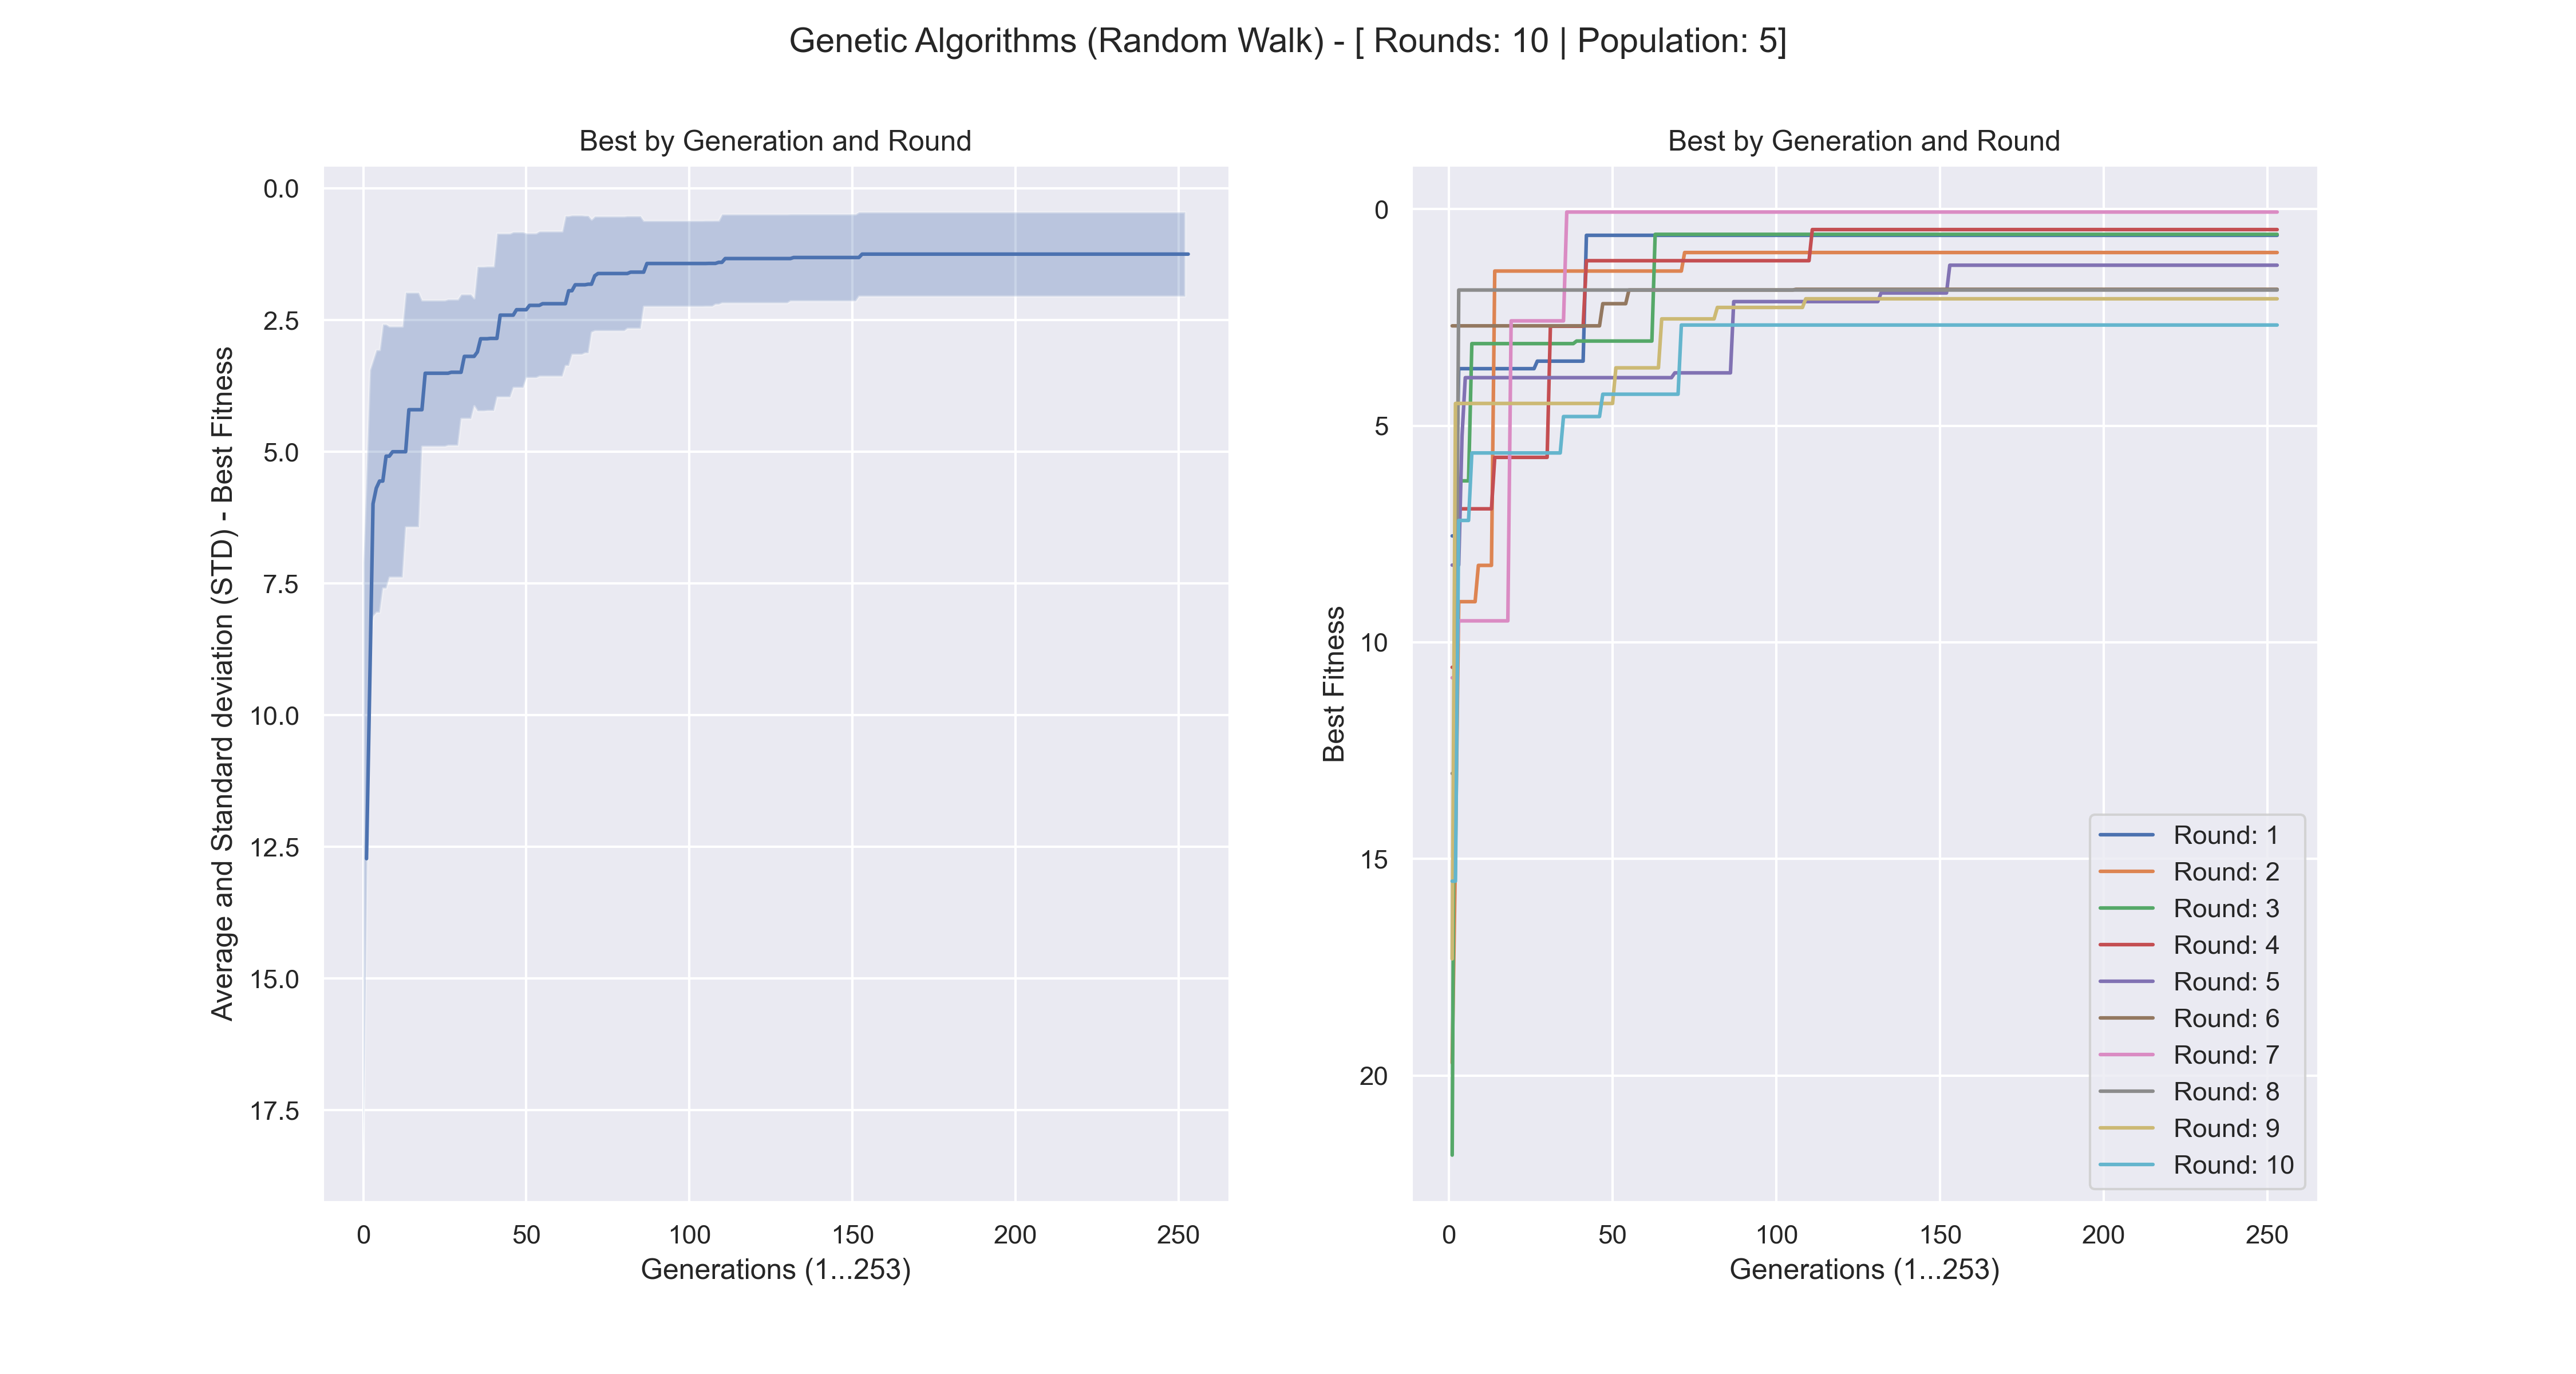 Genetic Algorithms (Random Walk) - [ Rounds: 10 | Population: 5]
Best by Generation and Round
0.0
2.5
5.0
7.5
10.0
12.5
15.0
17.5
Average and Standard deviation (STD) - Best Fitness
0
50
100
150
200
250
Generations (1...253)
Best by Generation and Round
0
5
10
15
20
Best Fitness
Round: 1
Round: 2
Round: 3
Round: 4
Round: 5
Round: 6
Round: 7
Round: 8
Round: 9
Round: 10
0
50
100
150
200
250
Generations (1...253)